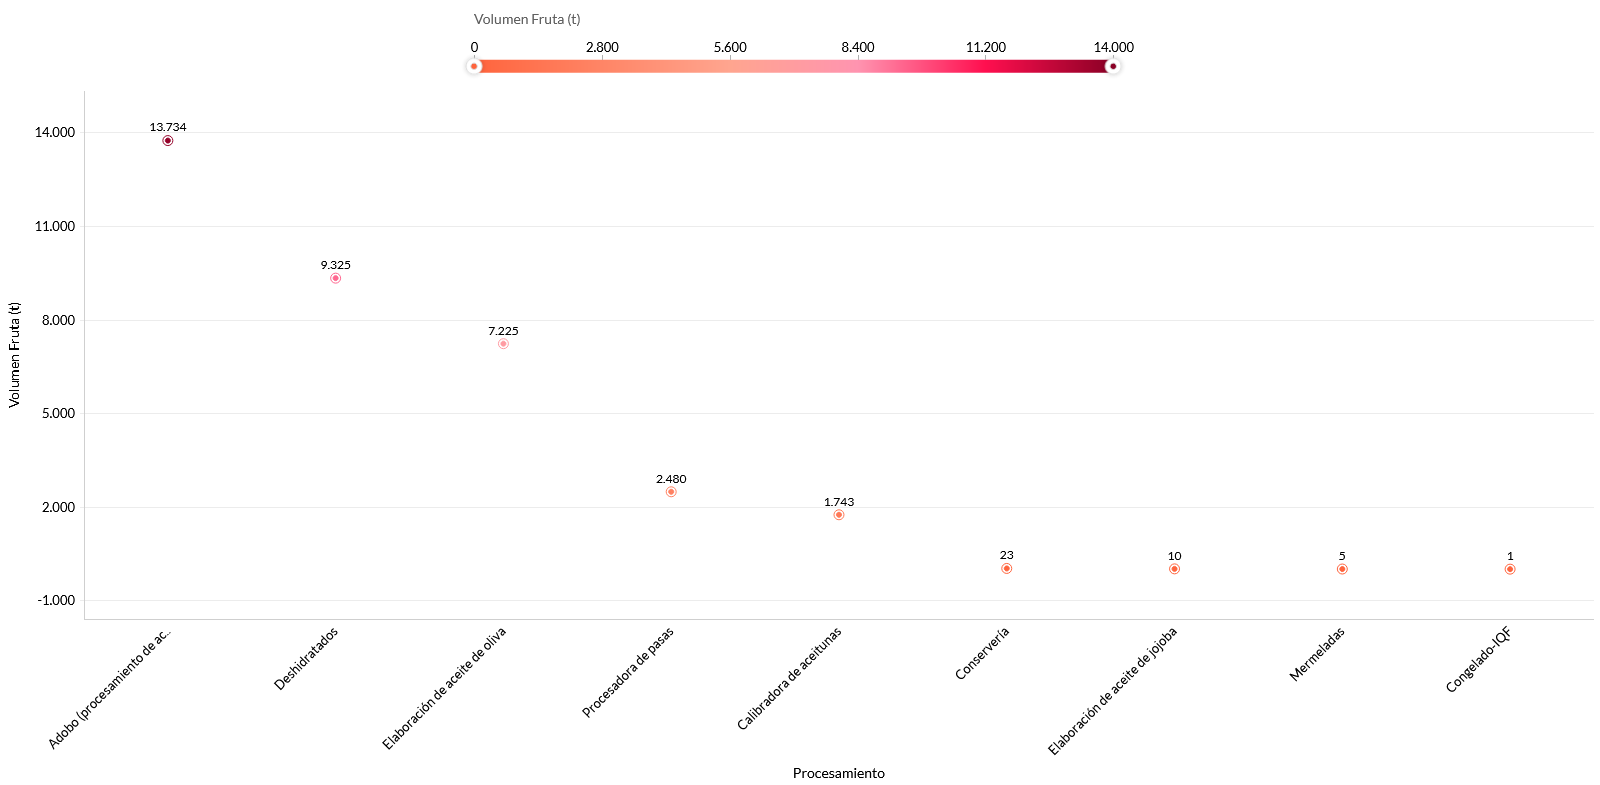 Volumen Fruta (t)
0 2.800 5.600 8.400 11.200 14.000
14.000
11.000
8.000
5.000
2.000
-1.000
Volumen Fruta (t)
13.734
9.325
7.225
2.480
1.743
23
10
5
1
Adobo (procesamiento de ac..
Deshidratados
Elaboración de aceite de oliva
Procesadora de pasas
Calibradora de aceitunas
Conservería
Elaboración de aceite de jojoba
Mermeladas
Congelado-IQF
Procesamiento